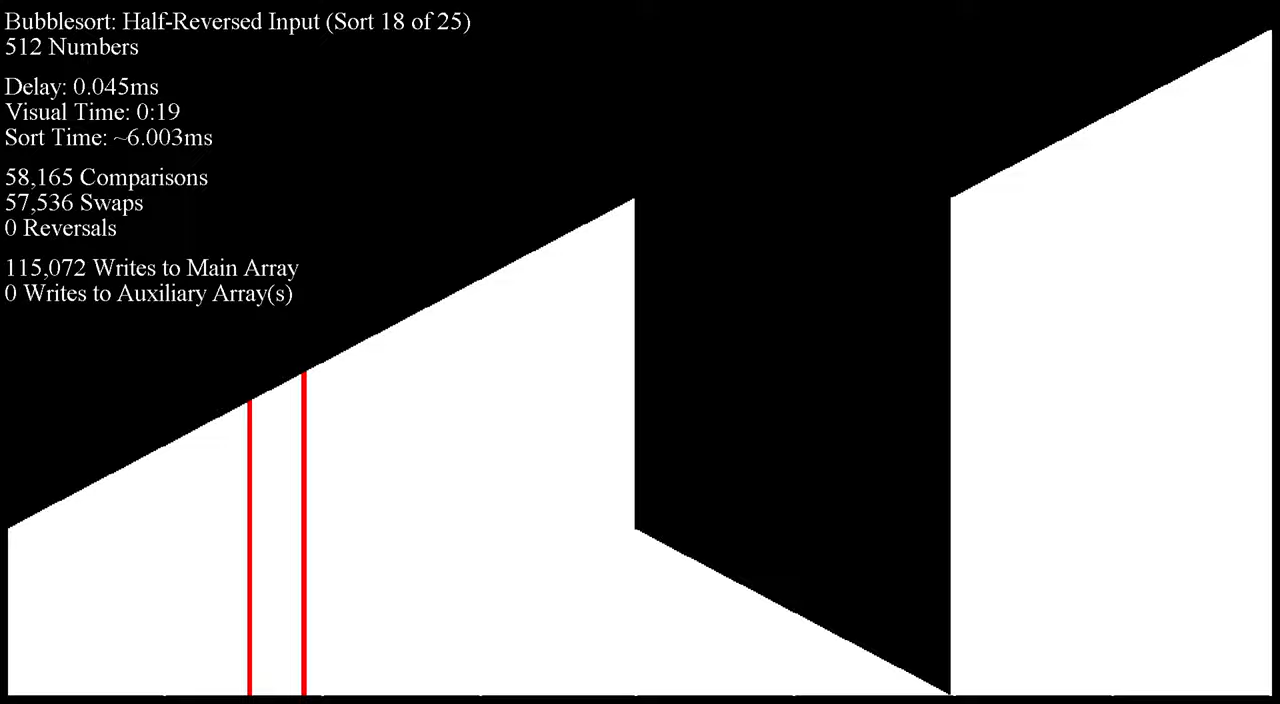 Bubblesort: Half-Reversed Input (Sort 18 of 25)
512 Numbers
Delay: 0.045ms
Visual Time: 0:19
Sort Time: ~6.003ms
58,165 Comparisons
57,536 Swaps
0 Reversals
115,072 Writes to Main Array
0 Writes to Auxiliary Array(s)